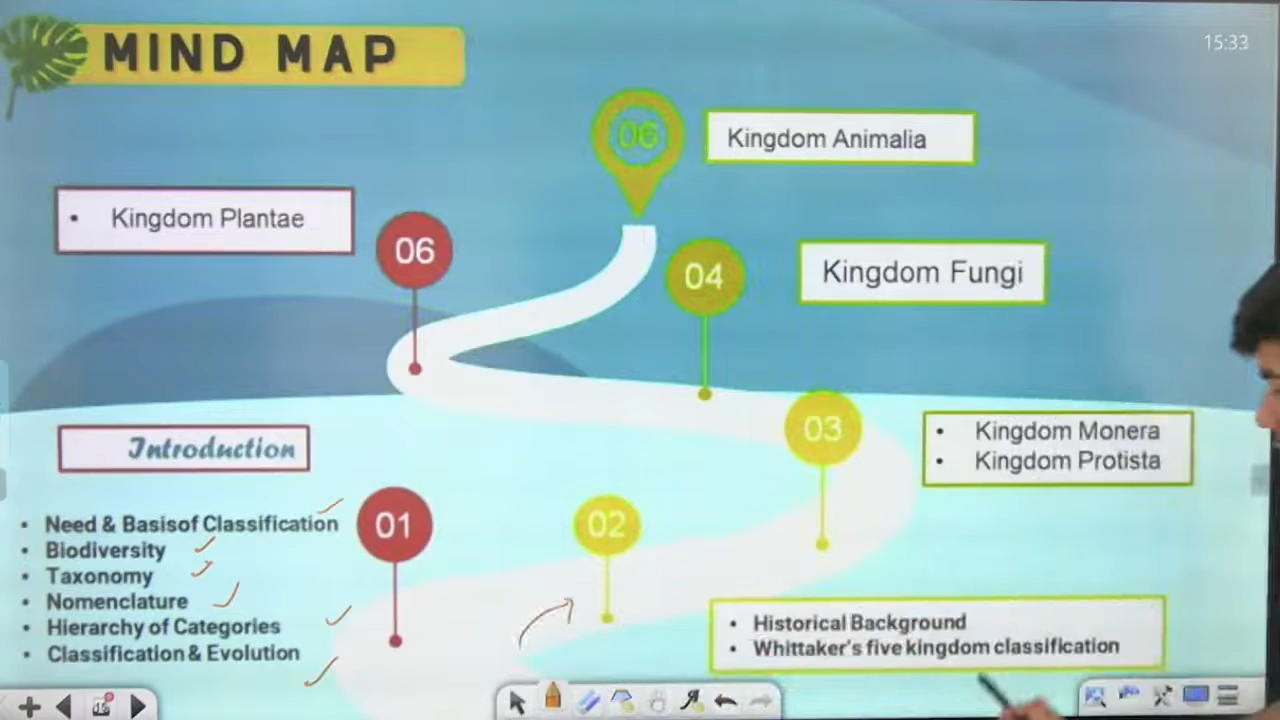 MIND MAP
15:33
06
Kingdom Animalia
• Kingdom Plantae
06
04
Kingdom Fungi
03
• Kingdom Monera
• Kingdom Protista
Introduction
01
02
• Need & Basisof Classification
• Biodiversity
• Taxonomy
• Nomenclature
• Hierarchy of Categories
• Classification & Evolution
• Historical Background
• Whittaker's five kingdom classification